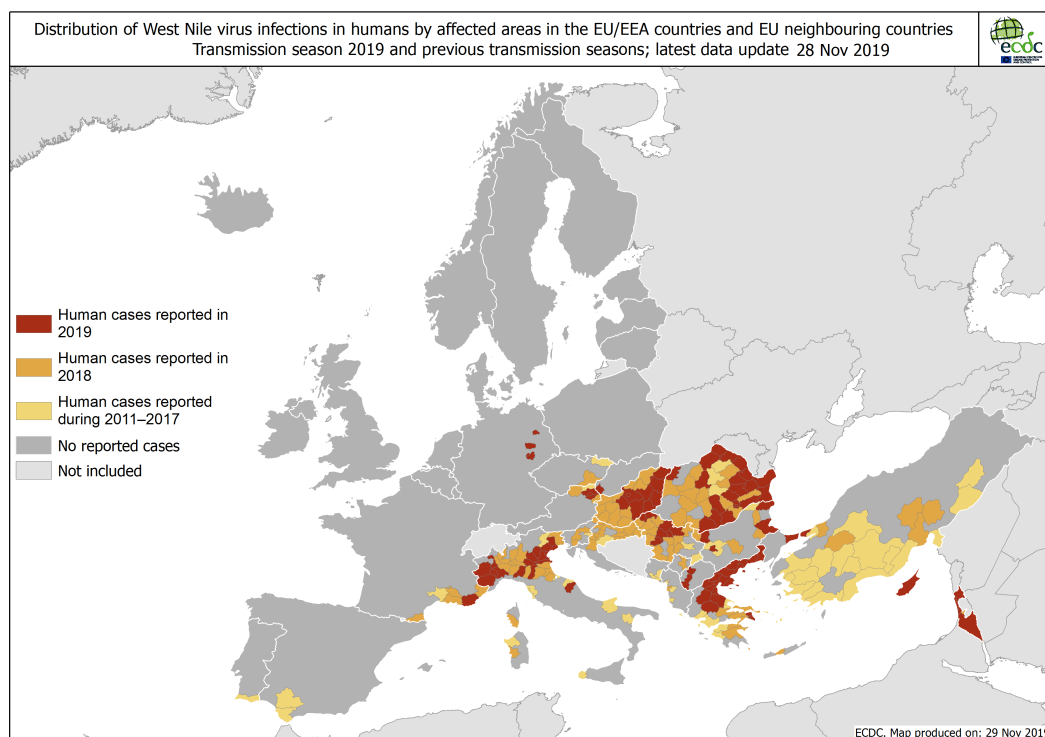 Distribution of West Nile virus infections in humans by affected areas in the EU/EEA countries and EU neighbouring countries
Transmission season 2019 and previous transmission seasons; latest data update 28 Nov 2019
ecdc
Human cases reported in
2019
Human cases reported in
2018
Human cases reported
during 2011–2017
No reported cases
Not included
ECDC. Map produced on: 29 Nov 2019